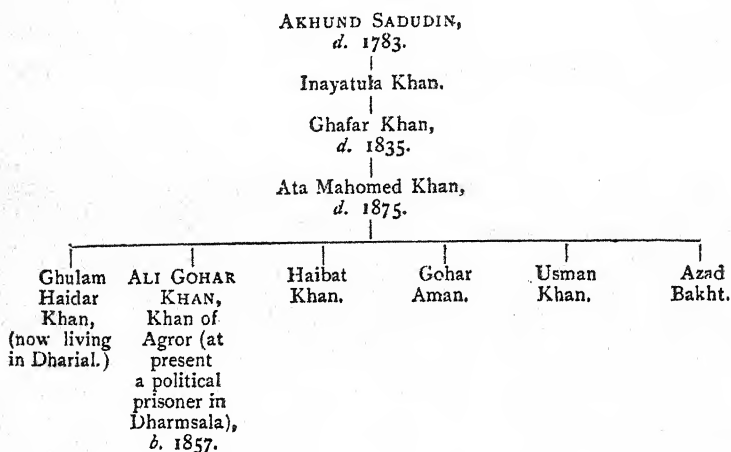 AKHUND SADUDIN,
d. 1783.
Inayatula Khan.
Ghafar Khan,
d. 1835.
Ata Mahomed Khan,
d. 1875.
Ghulam
Haidar
Khan,
(now living
in Dharial.)
ALI GOHAR
KHAN,
Khan of
Agror (at
present
a political
prisoner in
Dharmsala),
b. 1857.
Haibat
Khan.
Gohar
Aman.
Usman
Khan.
Azad
Bakht.